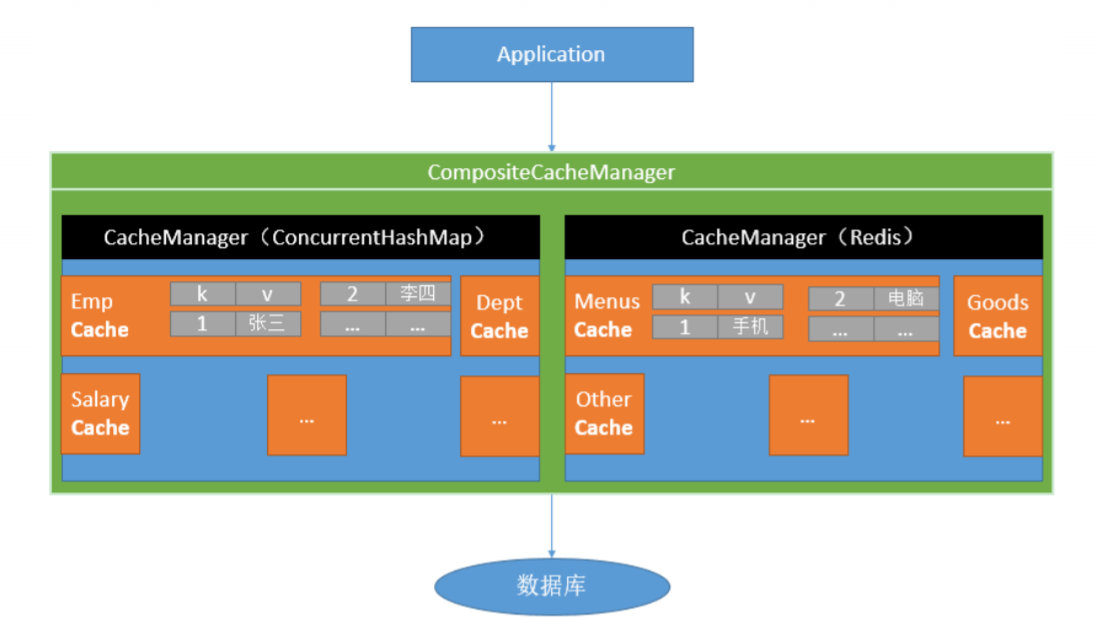 Application
CompositeCacheManager
CacheManager（ConcurrentHashMap）
Emp
Cache
k v
1 张三
2 李四
... ...
Dept
Cache
Salary
Cache
...
...
CacheManager（Redis）
Menus
Cache
k v
1 手机
2 电脑
... ...
Goods
Cache
Other
Cache
...
...
数据库